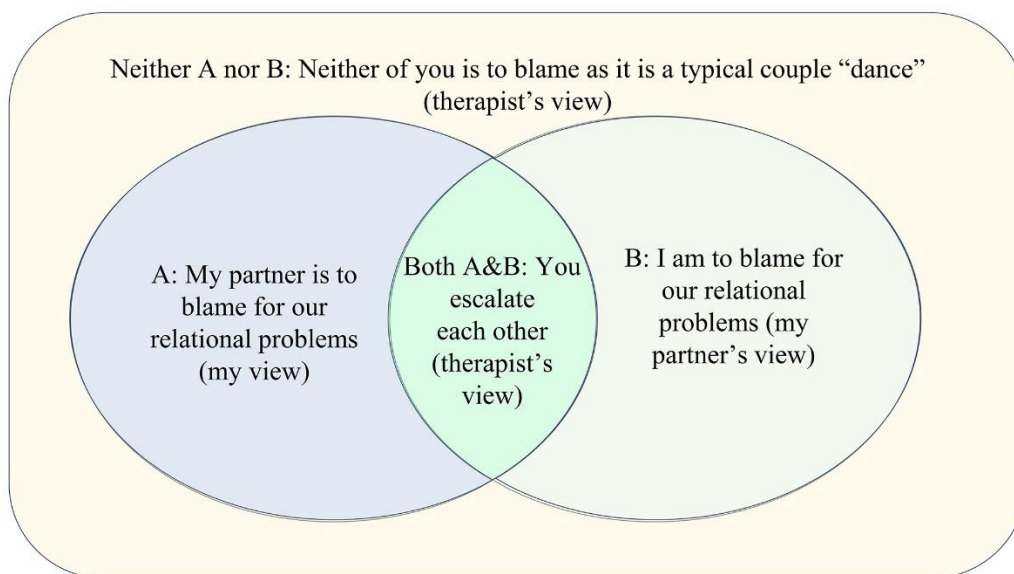 Neither A nor B: Neither of you is to blame as it is a typical couple “dance”
(therapist’s view)
A: My partner is to
blame for our
relational problems
(my view)
Both A&B: You
escalate
each other
(therapist’s
view)
B: I am to blame for
our relational
problems (my
partner’s view)